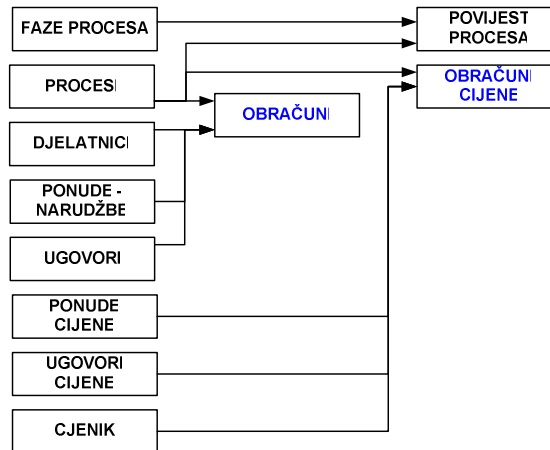 FAZE PROCESA
POVIJEST
PROCESA
PROCESI
OBRAČUNI
CIJENE
OBRAČUNI
DJELATNICI
PONUDE -
NARUDŽBE
UGOVORI
PONUDE
CIJENE
UGOVORI
CIJENE
CJENIK